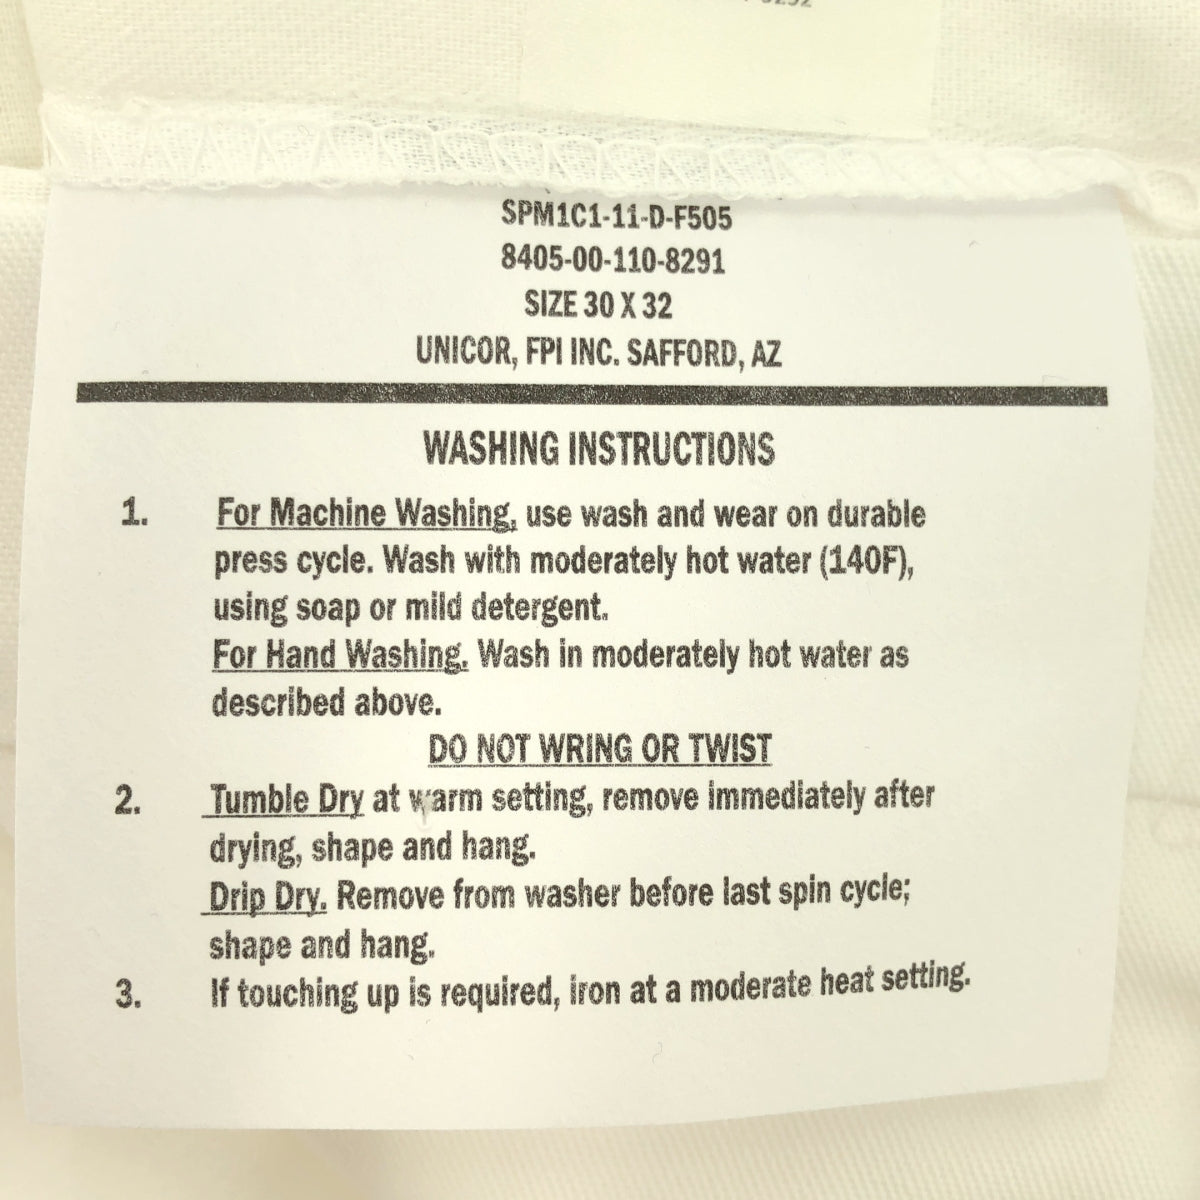 SPM1C1-11-D-F505
8405-00-110-8291
SIZE 30 X 32
UNICOR, FPI INC. SAFFORD, AZ
WASHING INSTRUCTIONS
1. For Machine Washing, use wash and wear on durable
press cycle. Wash with moderately hot water (140F),
using soap or mild detergent.
For Hand Washing. Wash in moderately hot water as
described above.
DO NOT WRING OR TWIST
2. Tumble Dry at warm setting, remove immediately after
drying, shape and hang.
Drip Dry. Remove from washer before last spin cycle;
shape and hang.
3. If touching up is required, iron at a moderate heat setting.